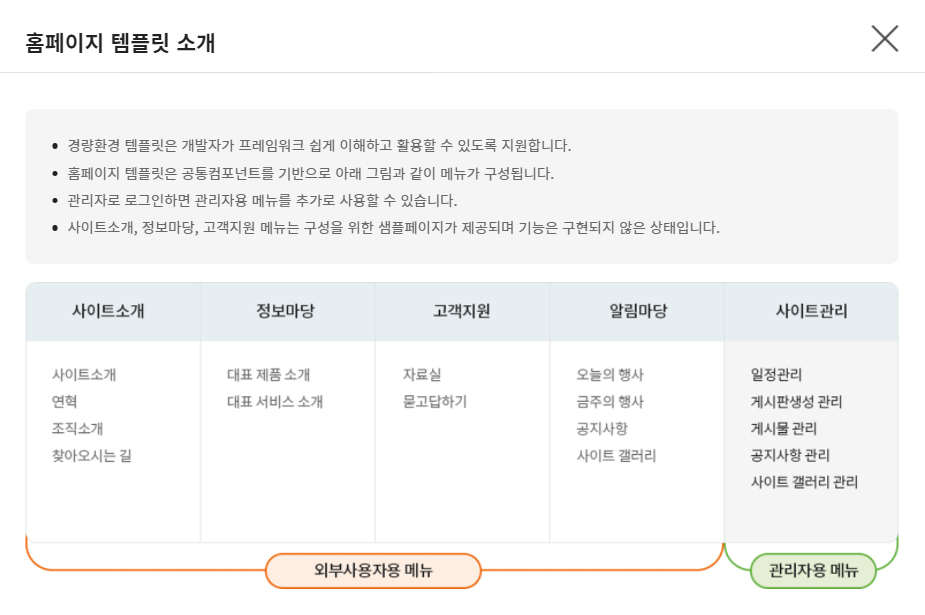 홈페이지 템플릿 소개
경량환경 템플릿은 개발자가 프레임워크 쉽게 이해하고 활용할 수 있도록 지원합니다.
홈페이지 템플릿은 공통컴포넌트를 기반으로 아래 그림과 같이 메뉴가 구성됩니다.
관리자로 로그인하면 관리자용 메뉴를 추가로 사용할 수 있습니다.
사이트소개, 정보마당, 고객지원 메뉴는 구성을 위한 샘플페이지가 제공되며 기능은 구현되지 않은 상태입니다.
사이트소개
사이트소개
연혁
조직소개
찾아오시는 길
정보마당
대표 제품 소개
대표 서비스 소개
고객지원
자료실
묻고답하기
알림마당
오늘의 행사
금주의 행사
공지사항
사이트 갤러리
사이트관리
일정관리
게시판생성 관리
게시물 관리
공지사항 관리
사이트 갤러리 관리
외부사용자용 메뉴
관리자용 메뉴